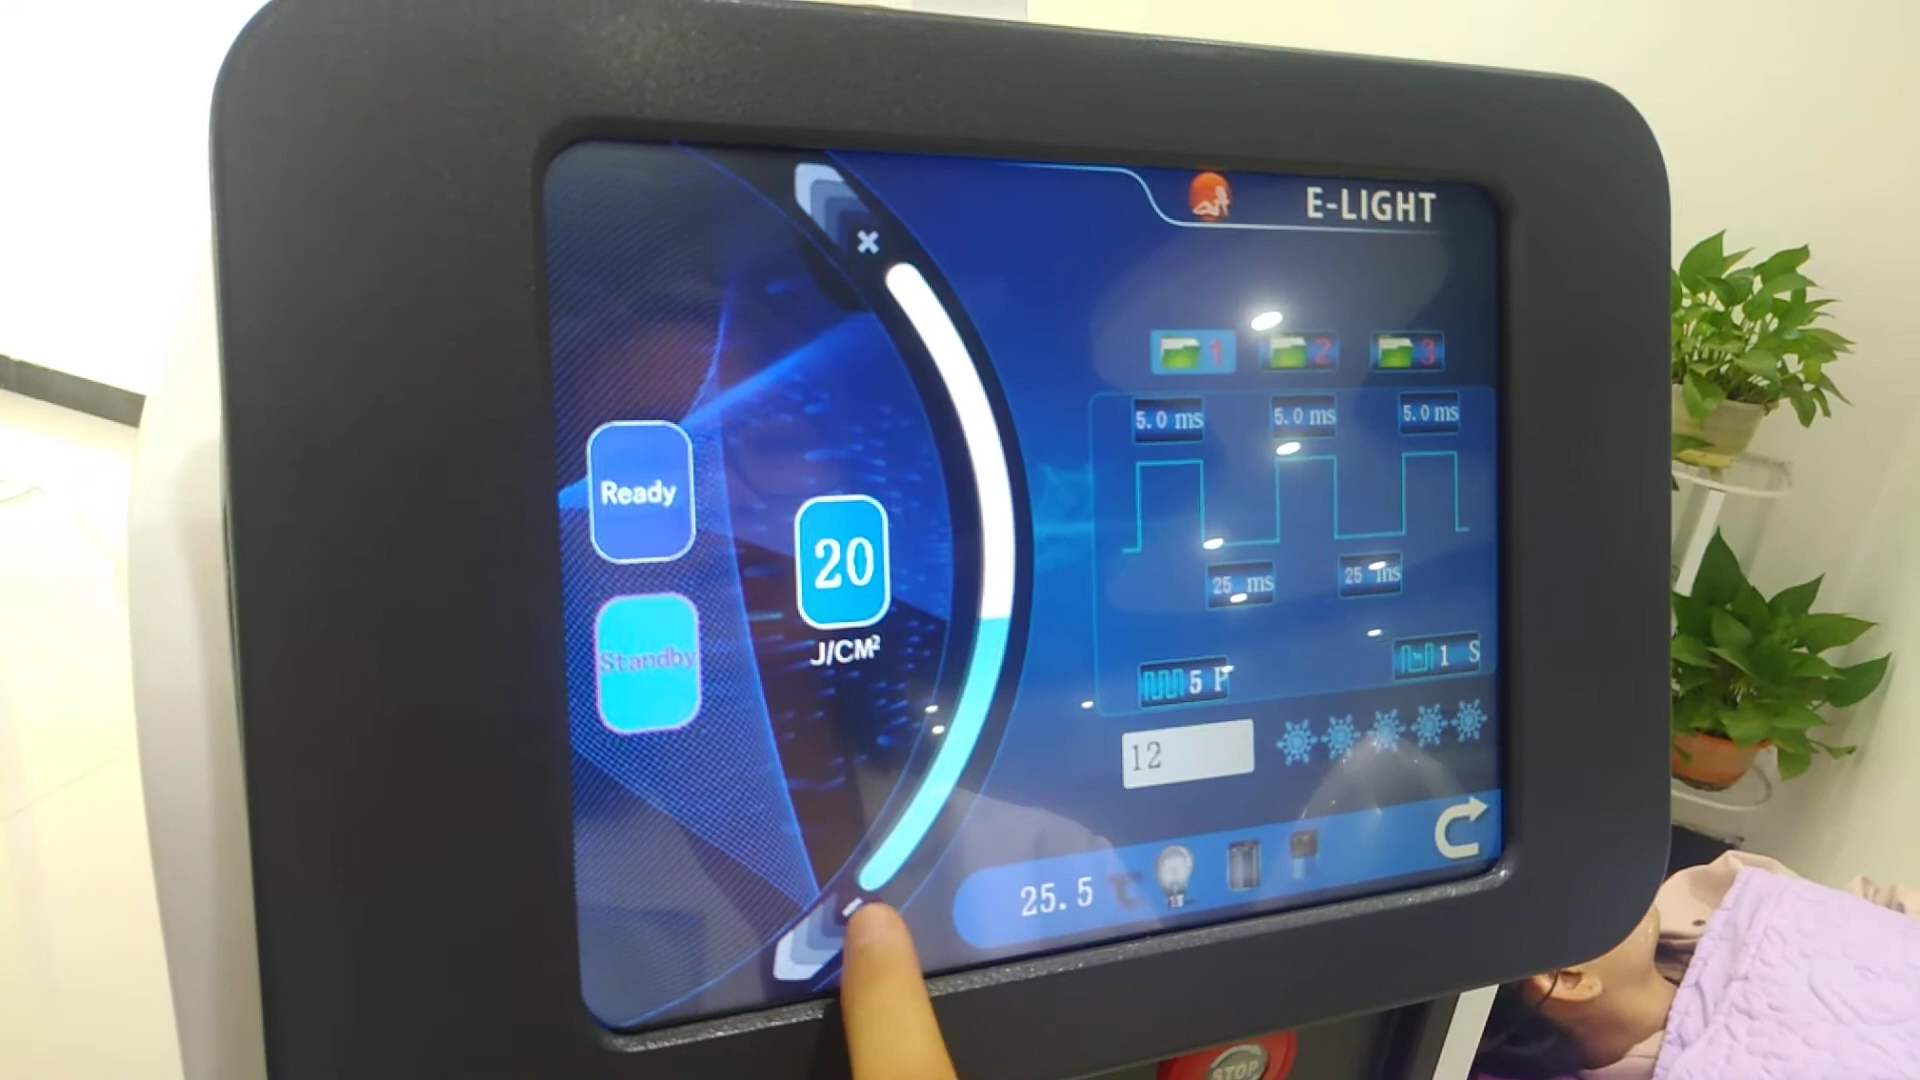 E-LIGHT
1 2 3
5.0 ms 5.0 ms 5.0 ms
Ready
20
J/CM²
25 ms 25 ms
Standby
5 P 1 S
12
25.5 ℃
STOP